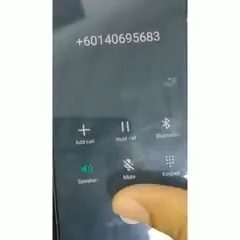 +60140695683
Add call
Hold call
Bluetooth
Speaker
Mute
Keypad